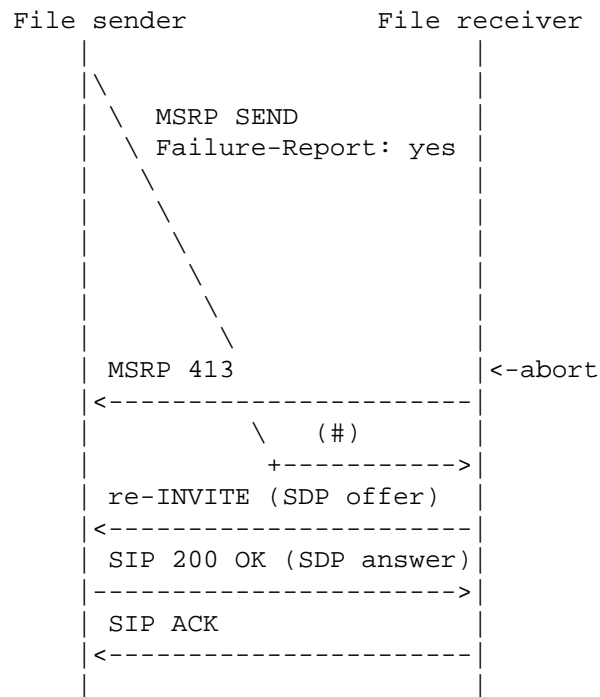 File sender File receiver
MSRP SEND
Failure-Report: yes
MSRP 413 <-abort
(#)
re-INVITE (SDP offer)
SIP 200 OK (SDP answer)
SIP ACK